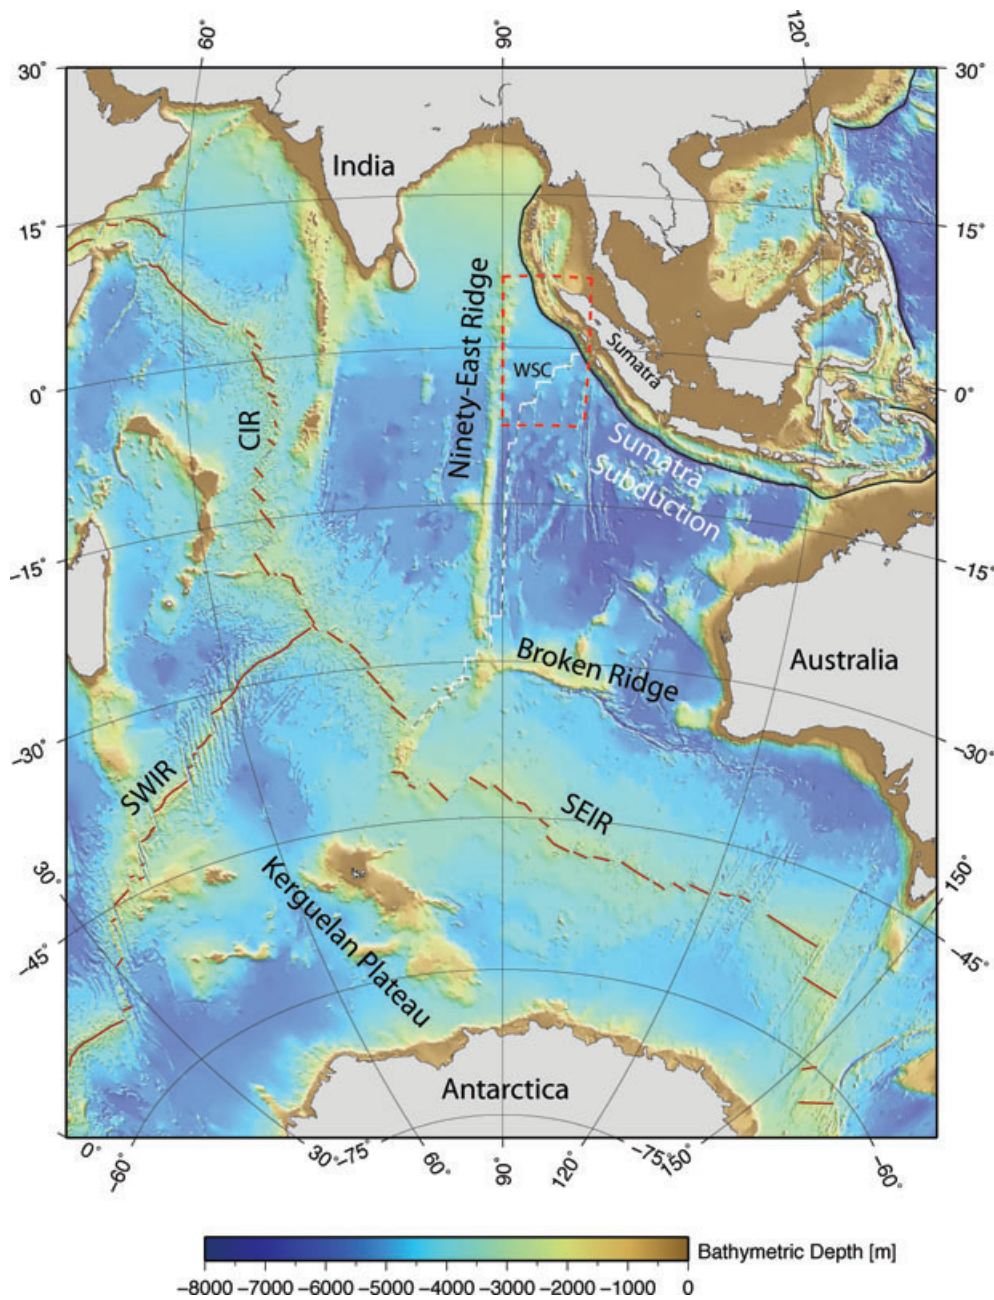 60°
90°
120°
30°
30°
India
15°
15°
Ninety-East Ridge
Sumatra
WSC
0°
0°
CIR
Sumatra
Subduction
−15°
−15°
Broken Ridge
Australia
−30°
−30°
SWIR
SEIR
30°
150°
Kerguelan Plateau
−45°
−45°
Antarctica
0°
−60°
30°
−75°
60°
90°
120°
−75°
150°
−60°
Bathymetric Depth [m]
−8000 −7000 −6000 −5000 −4000 −3000 −2000 −1000 0